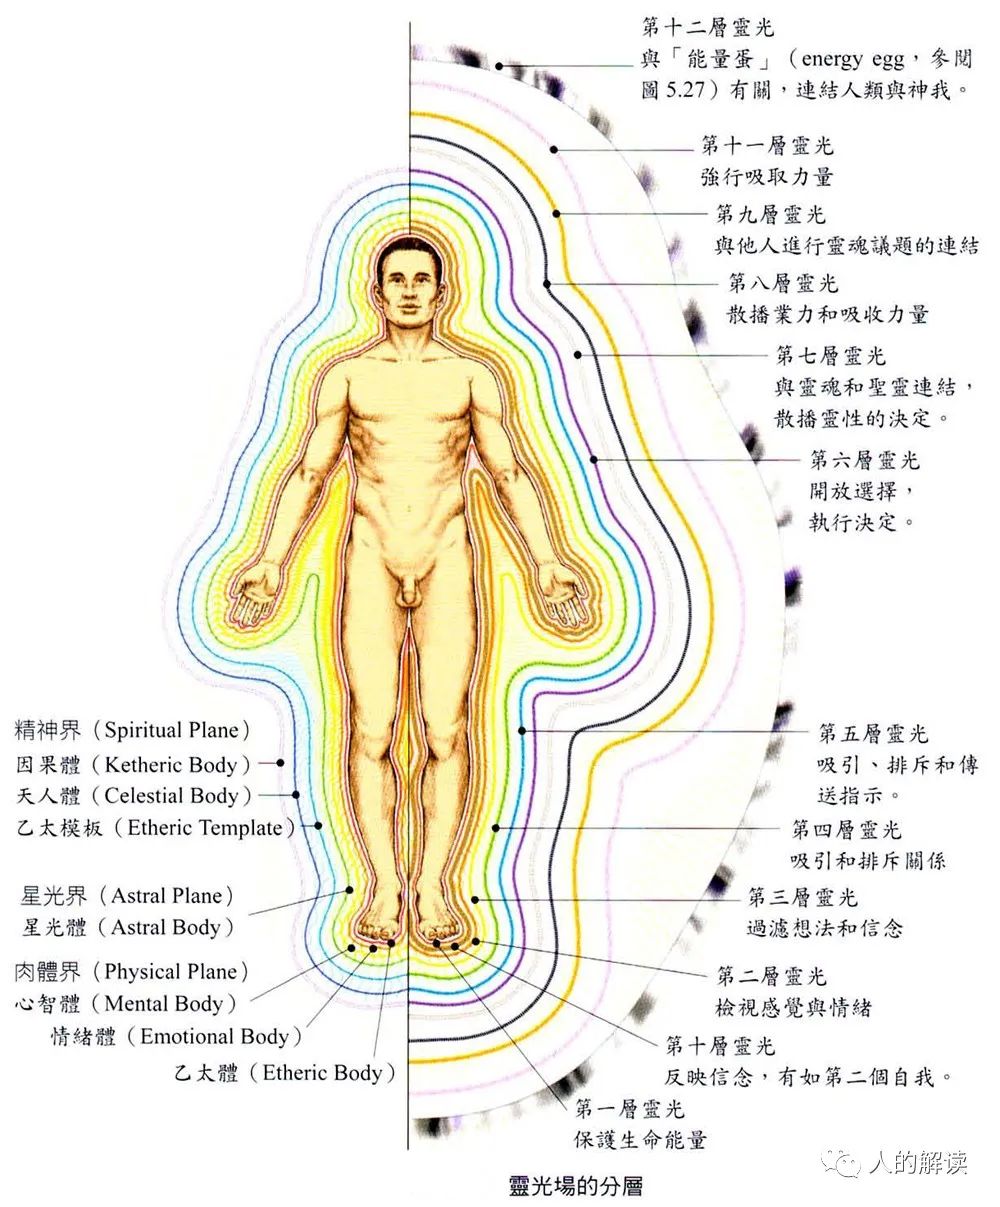 第十二層靈光
與「能量蛋」（energy egg，參閱
圖 5.27）有關，連結人類與神我。
第十一層靈光
強行吸取力量
第九層靈光
與他人進行靈魂議題的連結
第八層靈光
散播業力和吸收力量
第七層靈光
與靈魂和聖靈連結，
散播靈性的決定。
第六層靈光
開放選擇，
執行決定。
精神界（Spiritual Plane）
因果體（Ketheric Body）
天人體（Celestial Body）
乙太模板（Etheric Template）
星光界（Astral Plane）
星光體（Astral Body）
肉體界（Physical Plane）
心智體（Mental Body）
情緒體（Emotional Body）
乙太體（Etheric Body）
第五層靈光
吸引、排斥和傳
送指示。
第四層靈光
吸引和排斥關係
第三層靈光
過濾想法和信念
第二層靈光
檢視感覺與情緒
第十層靈光
反映信念，有如第二個自我。
第一層靈光
保護生命能量
人的解读
靈光場的分層